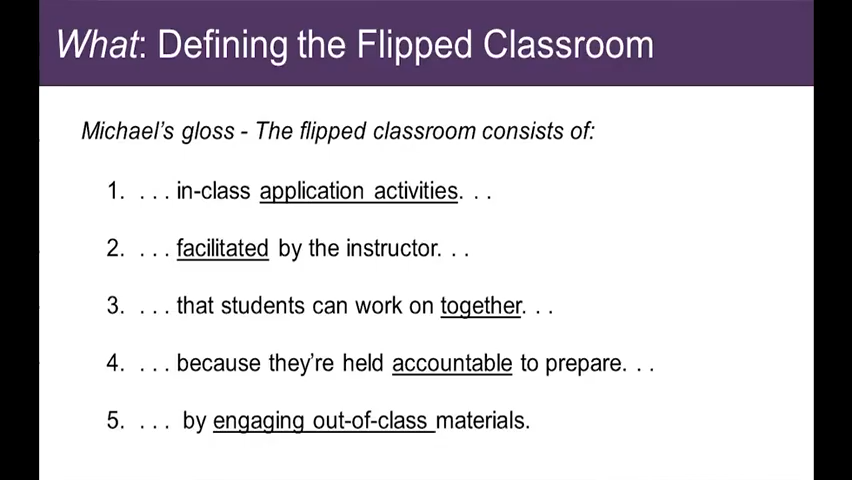 What: Defining the Flipped Classroom
Michael's gloss - The flipped classroom consists of:
1. . . . in-class application activities. . .
2. . . . facilitated by the instructor. . .
3. . . . that students can work on together. . .
4. . . . because they're held accountable to prepare. . .
5. . . . by engaging out-of-class materials.